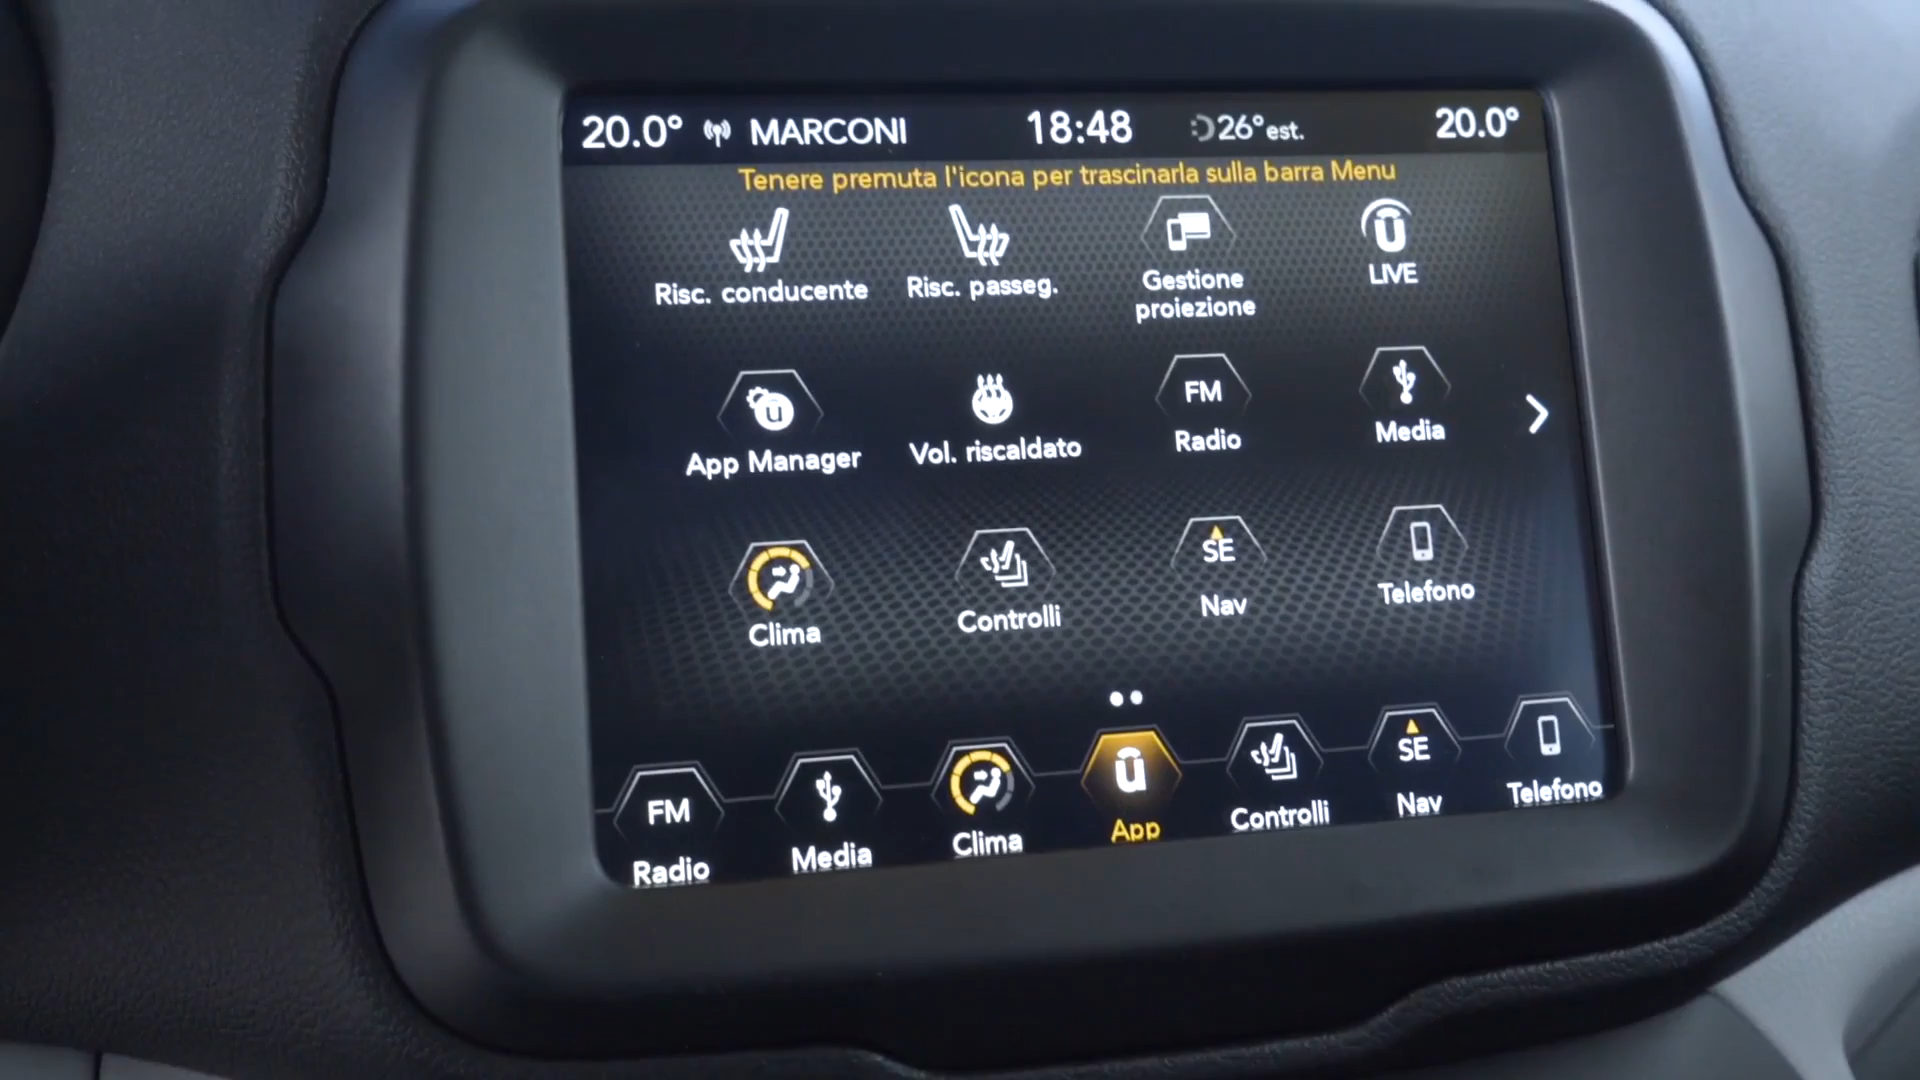 20.0° MARCONI 18:48 26° est. 20.0°
Tenere premuta l'icona per trascinarla sulla barra Menu
Risc. conducente Risc. passeg. Gestione proiezione LIVE
App Manager Vol. riscaldato FM Radio Media
Clima Controlli SE Nav Telefono
FM SE
Radio Media Clima App Controlli Nav Telefono